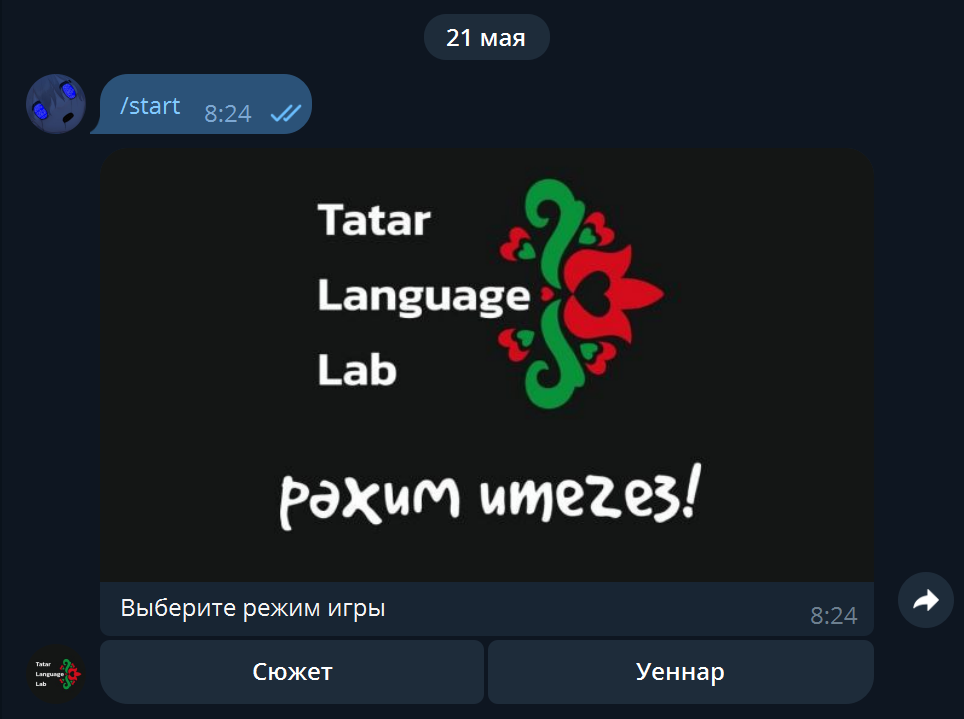 21 мая
/start 8:24
Tatar
Language
Lab
рәхим итегез!
Выберите режим игры
8:24
Tatar
Language
Lab
Сюжет
Уеннар